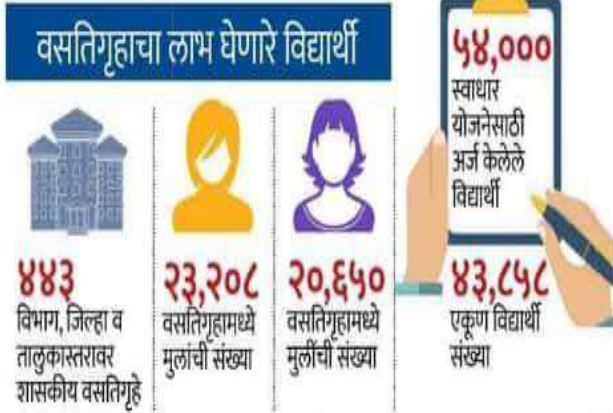 वसतिगृहाचा लाभ घेणारे विद्यार्थी
४४३
विभाग, जिल्हा व
तालुकास्तरावर
शासकीय वसतिगृहे
२३,२०८
वसतिगृहामध्ये
मुलांची संख्या
२०,६५०
वसतिगृहामध्ये
मुलींची संख्या
५४,०००
स्वाधार
योजनेसाठी
अर्ज केलेले
विद्यार्थी
४३,८५८
एकूण विद्यार्थी
संख्या